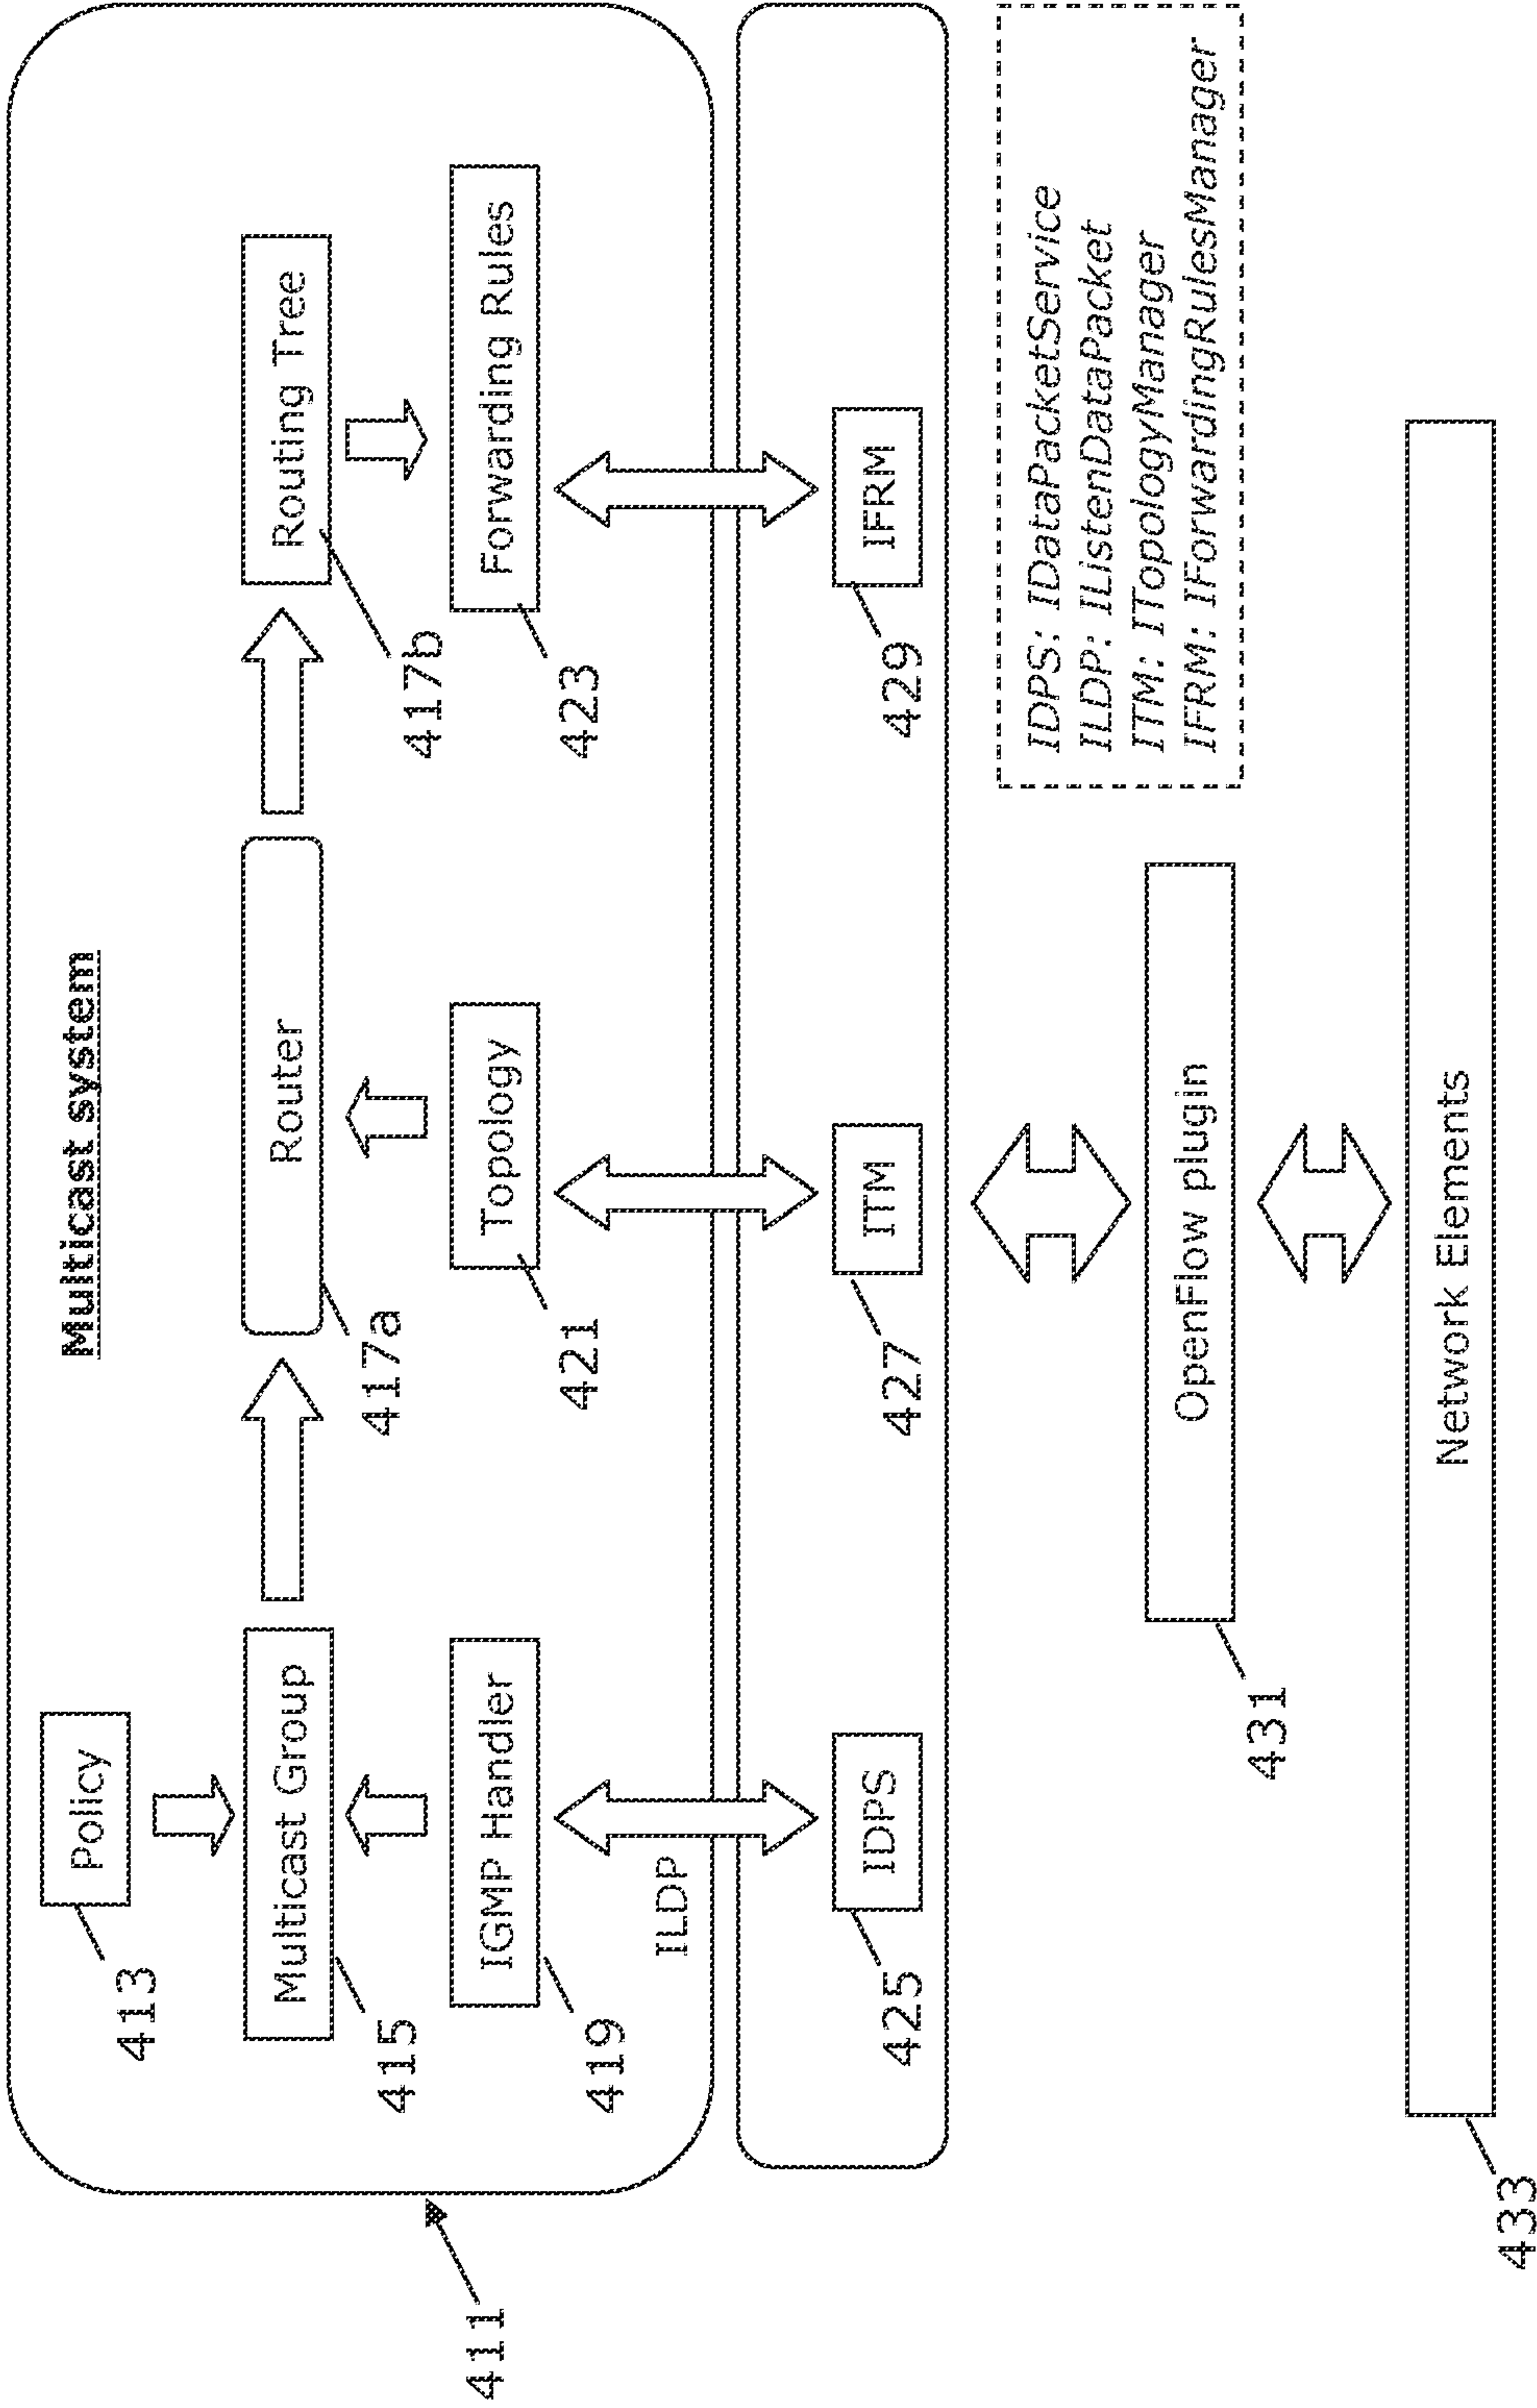 Multicast system
Policy
413
Multicast Group
415
Router
417a
Routing Tree
417b
IGMP Handler
419
Topology
421
Forwarding Rules
423
ILDP
411
IDPS
425
ITM
427
IFRM
429
IDPS: IDataPacketService
ILDP: IListenDataPacket
ITM: ITopologyManager
IFRM: IForwardingRulesManager
OpenFlow plugin
431
Network Elements
433